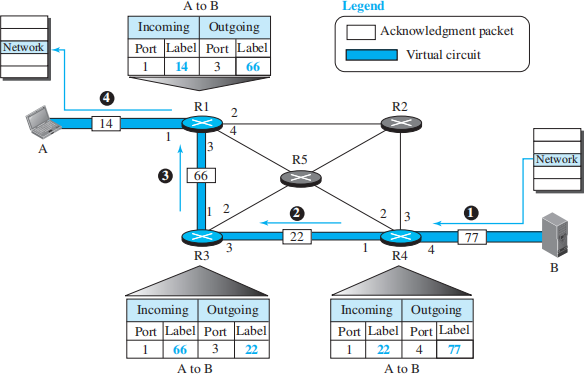 A to B
Legend
Incoming Outgoing
Acknowledgment packet
Network
Port Label Port Label
Virtual circuit
1 14 3 66
4
R1
2
R2
14
1
4
A
3
R5
Network
3
66
1
2
2
2
3
1
22
77
3
1
4
R3
R4
B
Incoming Outgoing
Incoming Outgoing
Port Label Port Label
Port Label Port Label
1 66 3 22
1 22 4 77
A to B
A to B